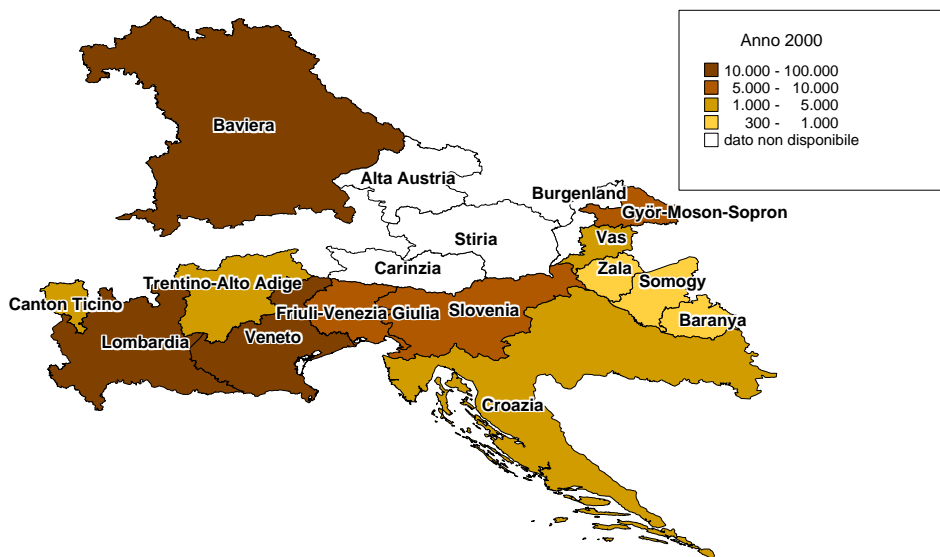 Anno 2000
10.000 - 100.000
5.000 - 10.000
1.000 - 5.000
300 - 1.000
dato non disponibile
Baviera
Alta Austria
Burgenland
Györ-Moson-Sopron
Stiria
Vas
Carinzia
Zala
Trentino-Alto Adige
Somogy
Canton Ticino
Friuli-Venezia Giulia
Slovenia
Baranya
Lombardia
Veneto
Croazia